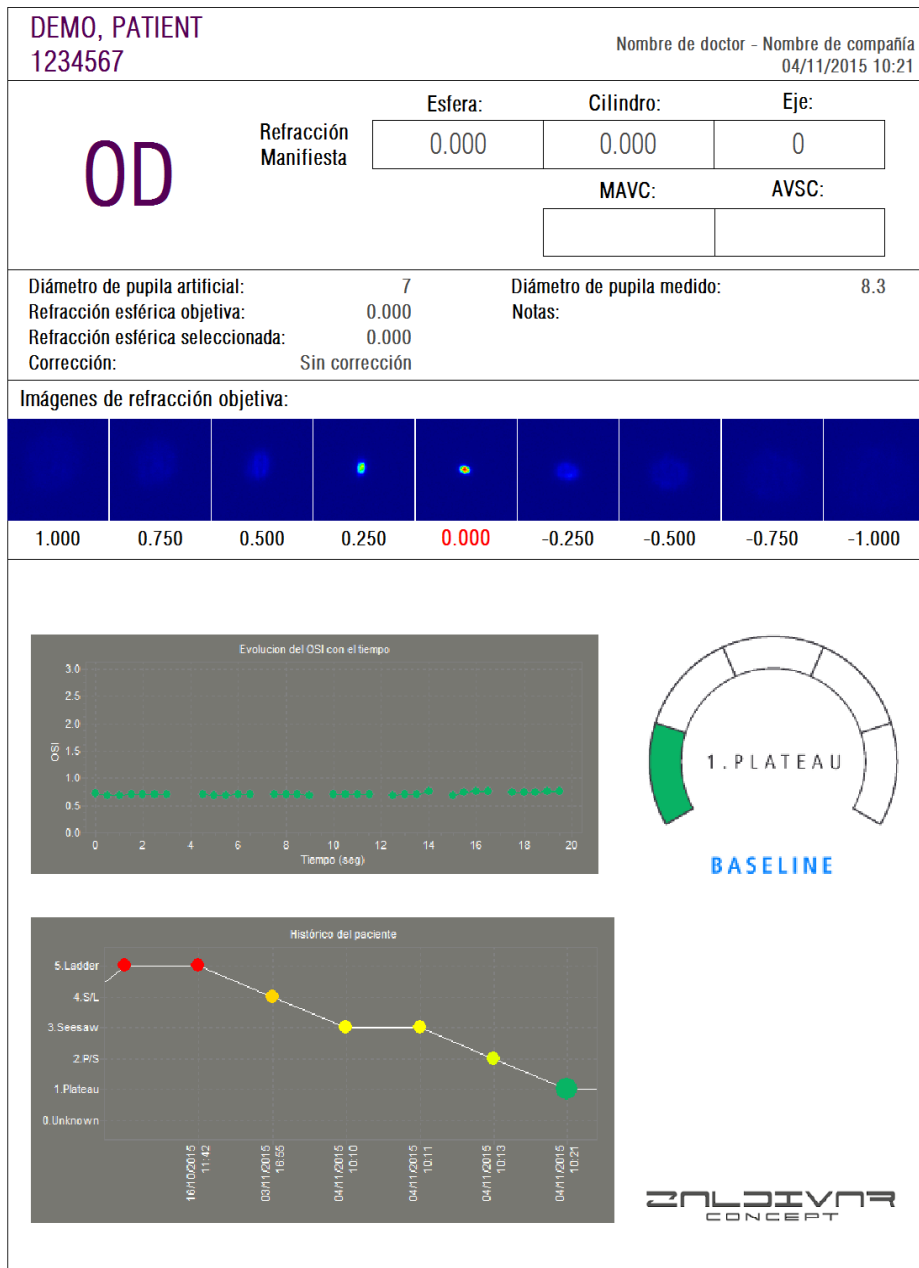 DEMO, PATIENT
1234567
Nombre de doctor - Nombre de compañía
04/11/2015 10:21
OD
Esfera: Cilindro: Eje:
Refracción Manifiesta
0.000 0.000 0
MAVC: AVSC:
Diámetro de pupila artificial: 7 Diámetro de pupila medido: 8.3
Refracción esférica objetiva: 0.000 Notas:
Refracción esférica seleccionada: 0.000
Corrección: Sin corrección
Imágenes de refracción objetiva:
1.000 0.750 0.500 0.250 0.000 -0.250 -0.500 -0.750 -1.000
Evolucion del OSI con el tiempo
3.0
2.5
2.0
1.5
1.0
0.5
0.0
OSI
0 2 4 6 8 10 12 14 16 18 20
Tiempo (seg)
1.PLATEAU
BASELINE
Histórico del paciente
5.Ladder
4.S/L
3.Seesaw
2.P/S
1.Plateau
0.Unknown
16/10/2015 11:42
03/11/2015 16:55
04/11/2015 10:10
04/11/2015 10:11
04/11/2015 10:13
04/11/2015 10:21
ZALDIVAR
CONCEPT